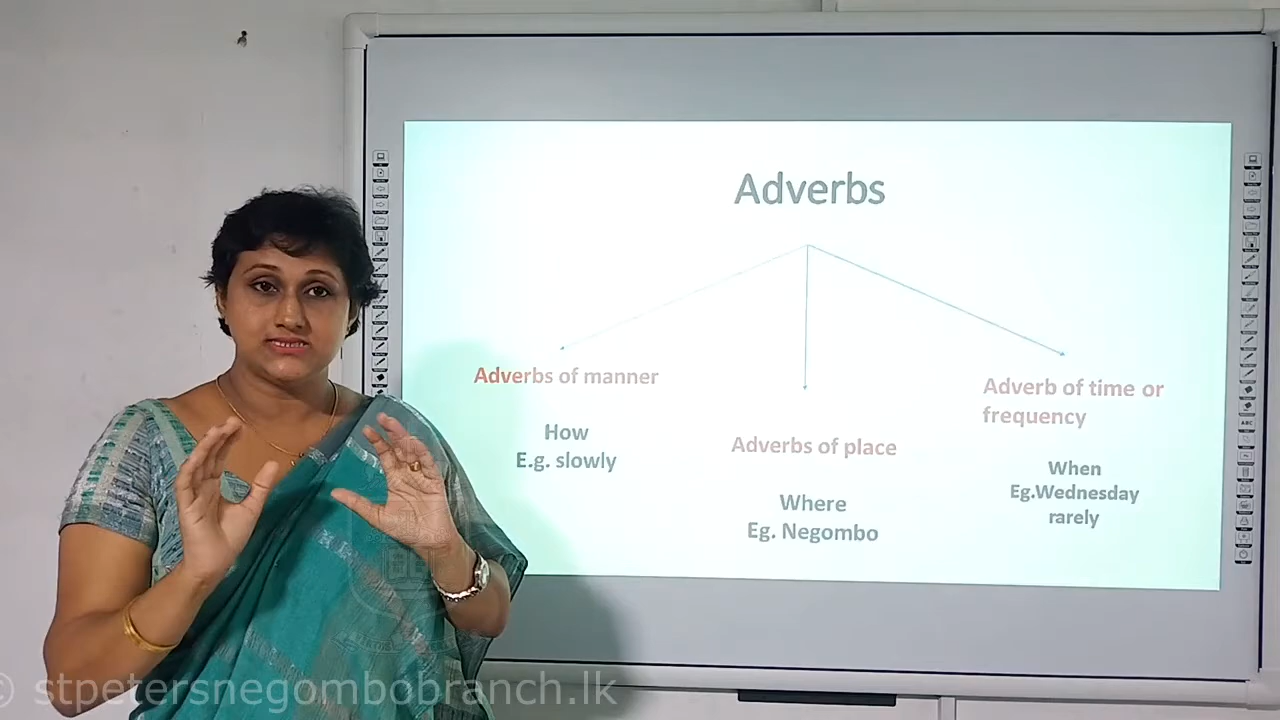 Adverbs
Adverbs of manner
How
E.g. slowly
Adverbs of place
Where
Eg. Negombo
Adverb of time or
frequency
When
Eg.Wednesday
rarely
ABC
© stpetersnegombobranch.lk